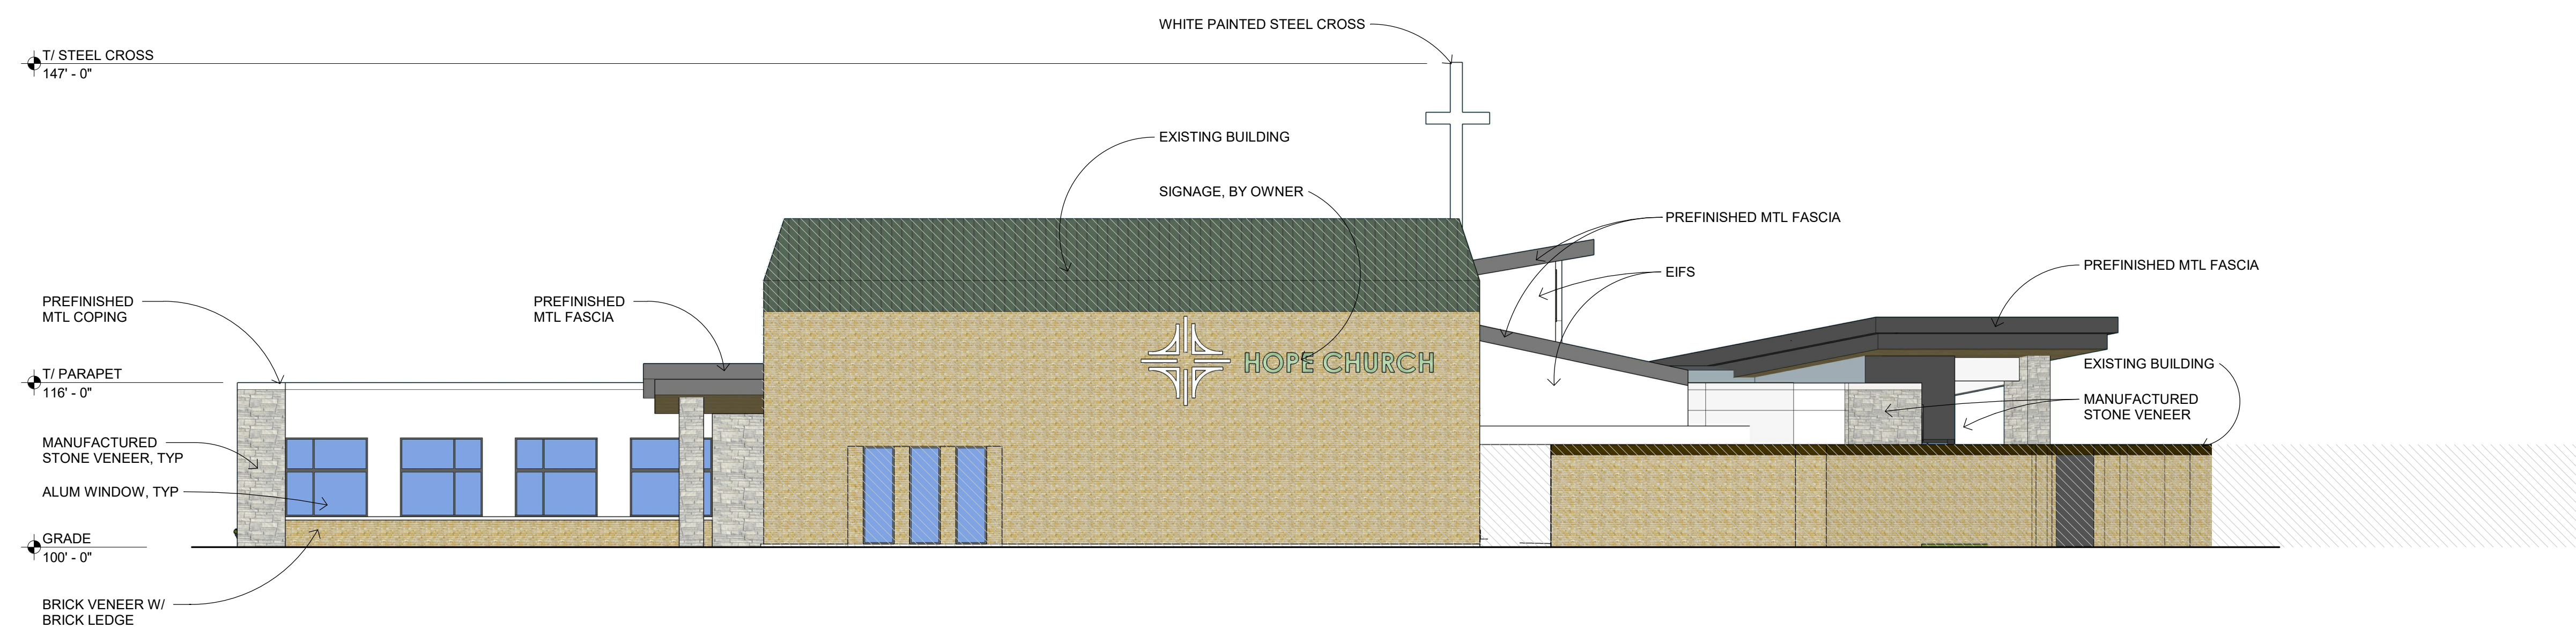 WHITE PAINTED STEEL CROSS
T/ STEEL CROSS
147' - 0"
EXISTING BUILDING
SIGNAGE, BY OWNER
PREFINISHED MTL FASCIA
EIFS
PREFINISHED MTL FASCIA
PREFINISHED
MTL COPING
PREFINISHED
MTL FASCIA
HOPE CHURCH
EXISTING BUILDING
T/ PARAPET
116' - 0"
MANUFACTURED
STONE VENEER
MANUFACTURED
STONE VENEER, TYP
ALUM WINDOW, TYP
GRADE
100' - 0"
BRICK VENEER W/
BRICK LEDGE